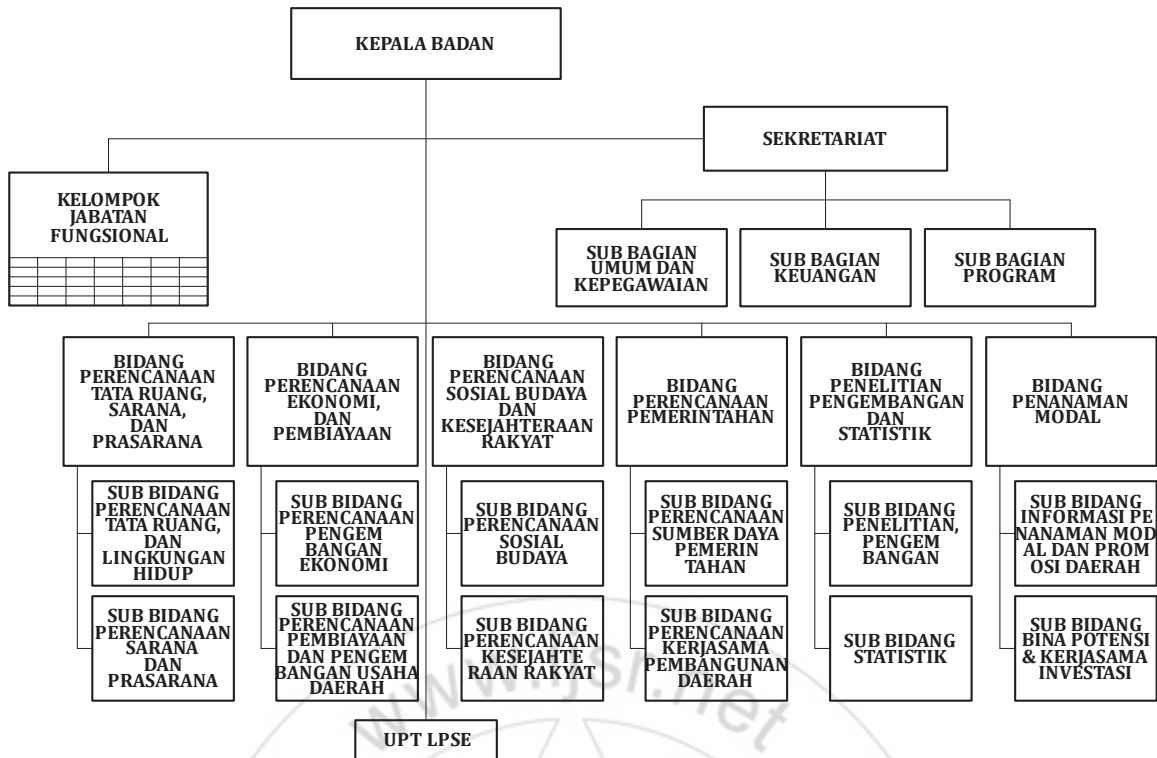 KEPALA BADAN
SEKRETARIAT
KELOMPOK
JABATAN
FUNGSIONAL
SUB BAGIAN
UMUM DAN
KEPEGAWAIAN
SUB BAGIAN
KEUANGAN
SUB BAGIAN
PROGRAM
BIDANG
PERENCANAAN
TATA RUANG,
SARANA,
DAN
PRASARANA
BIDANG
PERENCANAAN
EKONOMI,
DAN
PEMBIAYAAN
BIDANG
PERENCANAAN
SOSIAL BUDAYA
DAN
KESEJAHTERAAN
RAKYAT
BIDANG
PERENCANAAN
PEMERINTAHAN
BIDANG
PENELITIAN
PENGEMBANGAN
DAN
STATISTIK
BIDANG
PENANAMAN
MODAL
SUB BIDANG
PERENCANAAN
TATA RUANG,
DAN
LINGKUNGAN
HIDUP
SUB BIDANG
PERENCANAAN
PENGEM
BANGAN
EKONOMI
SUB BIDANG
PERENCANAAN
SOSIAL
BUDAYA
SUB BIDANG
PERENCANAAN
SUMBER DAYA
PEMERIN
TAHAN
SUB BIDANG
PENELITIAN,
PENGEM
BANGAN
SUB BIDANG
INFORMASI PE
NANAMAN MOD
AL DAN PROM
OSI DAERAH
SUB BIDANG
PERENCANAAN
SARANA
DAN
PRASARANA
SUB BIDANG
PERENCANAAN
PEMBIAYAAN
DAN PENGEM
BANGAN USAHA
DAERAH
SUB BIDANG
PERENCANAAN
KESEJAHTE
RAAN RAKYAT
SUB BIDANG
PERENCANAAN
KERJASAMA
PEMBANGUNAN
DAERAH
SUB BIDANG
STATISTIK
SUB BIDANG
BINA POTENSI
& KERJASAMA
INVESTASI
www.ijsr.net
UPT LPSE